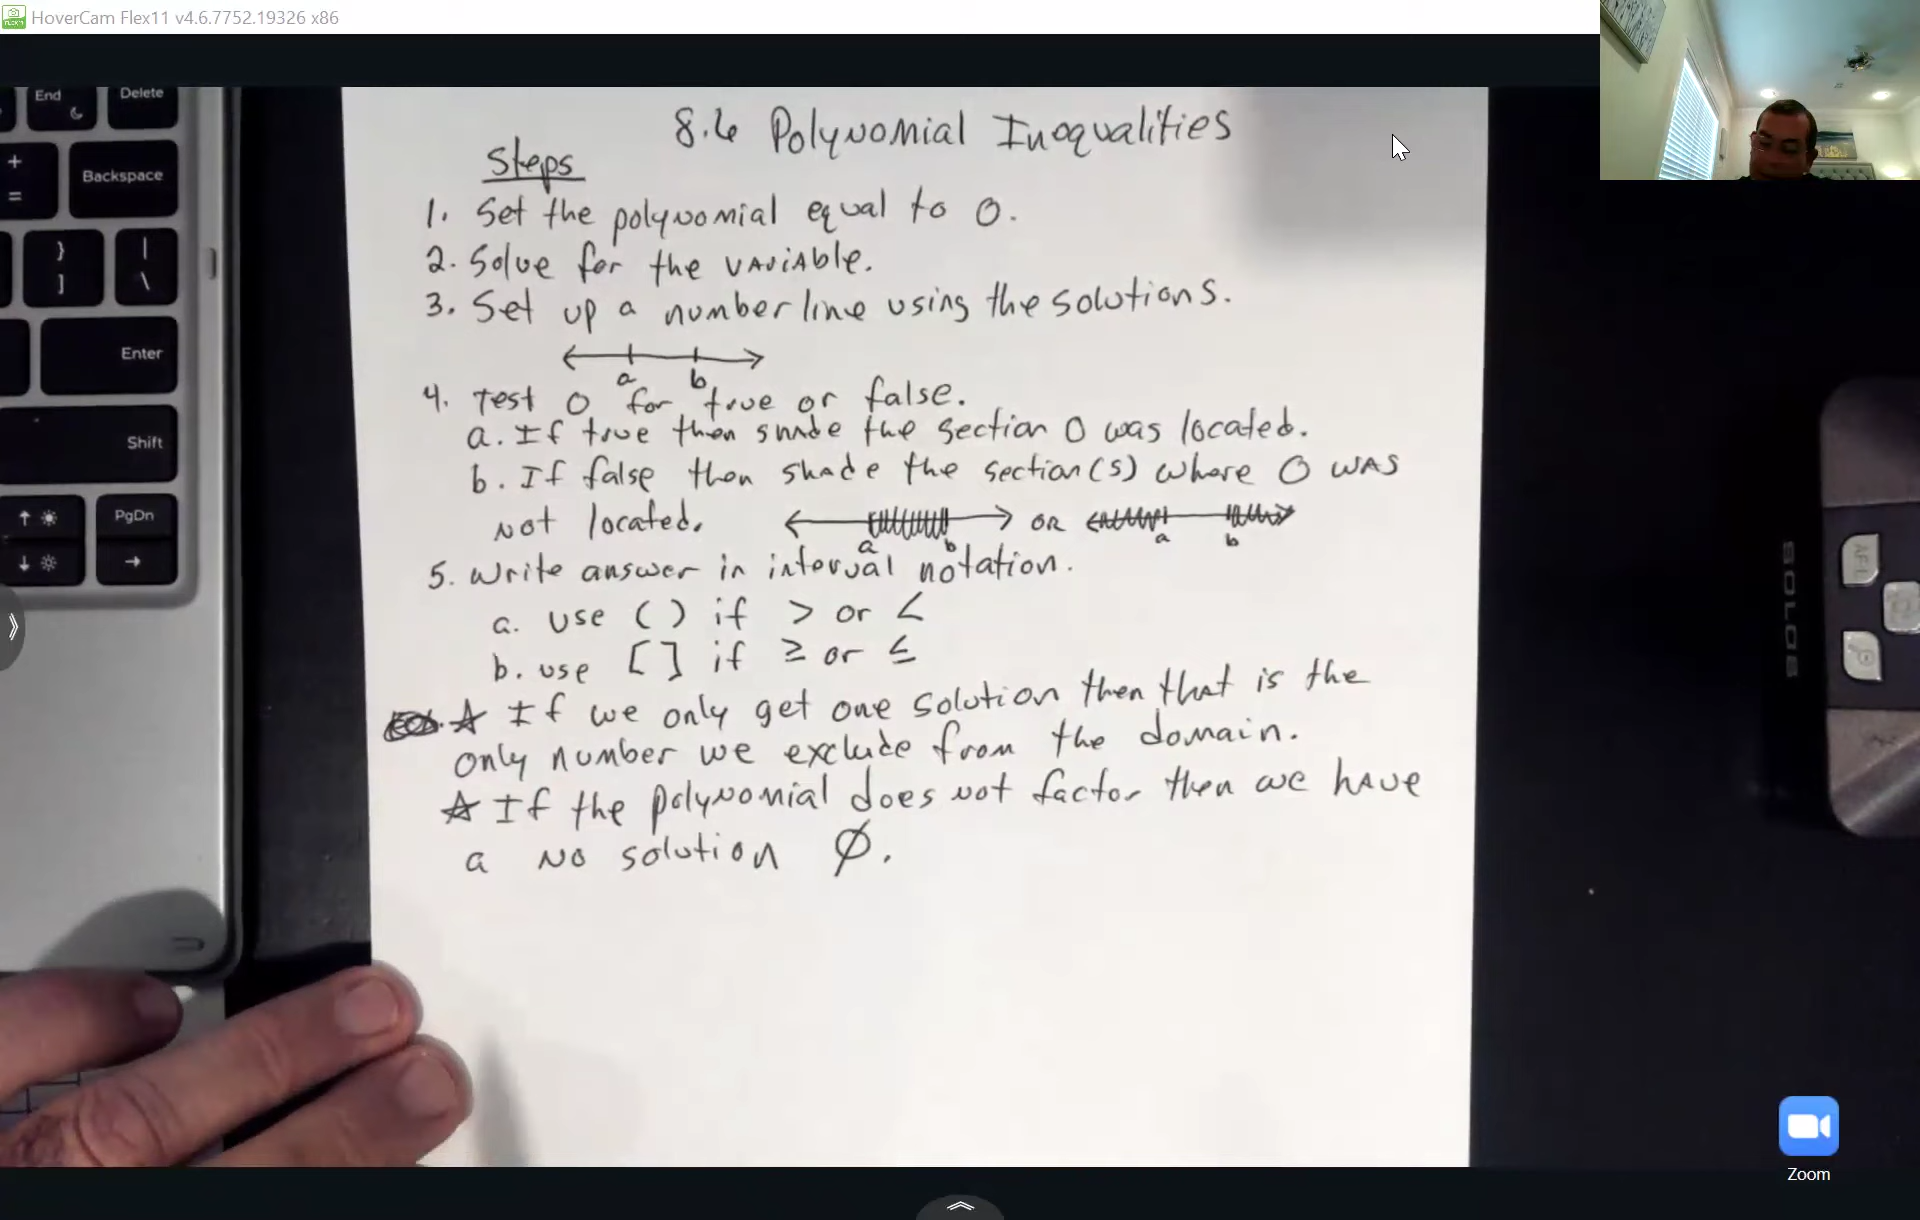 HoverCam Flex11 v4.6.7752.19326 x86
8.6 Polynomial Inequalities
Steps
1. Set the polynomial equal to 0.
2. Solve for the variable.
3. Set up a number line using the solutions.
a b
4. Test 0 for true or false.
a. If true then shade the section 0 was located.
b. If false then shade the section(s) where 0 was
not located. a b OR a b
5. Write answer in interval notation.
a. use ( ) if > or <
b. use [ ] if ≥ or ≤
☆ If we only get one solution then that is the
only number we exclude from the domain.
☆ If the polynomial does not factor then we have
a no solution ∅.
End Delete
+ = Backspace
} ] | \
Enter
Shift
↑ PgDn
↓ →
SOLO8
AF
Zoom